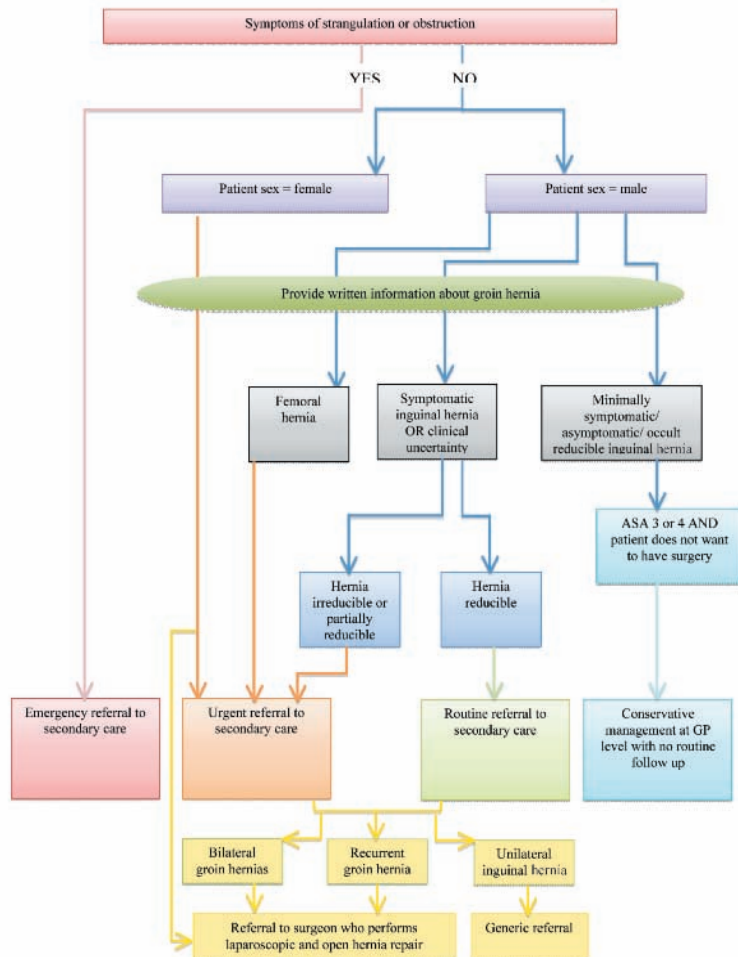 Symptoms of strangulation or obstruction
YES
NO
Patient sex = female
Patient sex = male
Provide written information about groin hernia
Femoral
hernia
Symptomatic
inguinal hernia
OR clinical
uncertainty
Minimally
symptomatic/
asymptomatic/ occult
reducible inguinal hernia
ASA 3 or 4 AND
patient does not want
to have surgery
Hernia
irreducible or
partially
reducible
Hernia
reducible
Emergency referral to
secondary care
Urgent referral to
secondary care
Routine referral to
secondary care
Conservative
management at GP
level with no routine
follow up
Bilateral
groin hernias
Recurrent
groin hernia
Unilateral
inguinal hernia
Referral to surgeon who performs
laparoscopic and open hernia repair
Generic referral